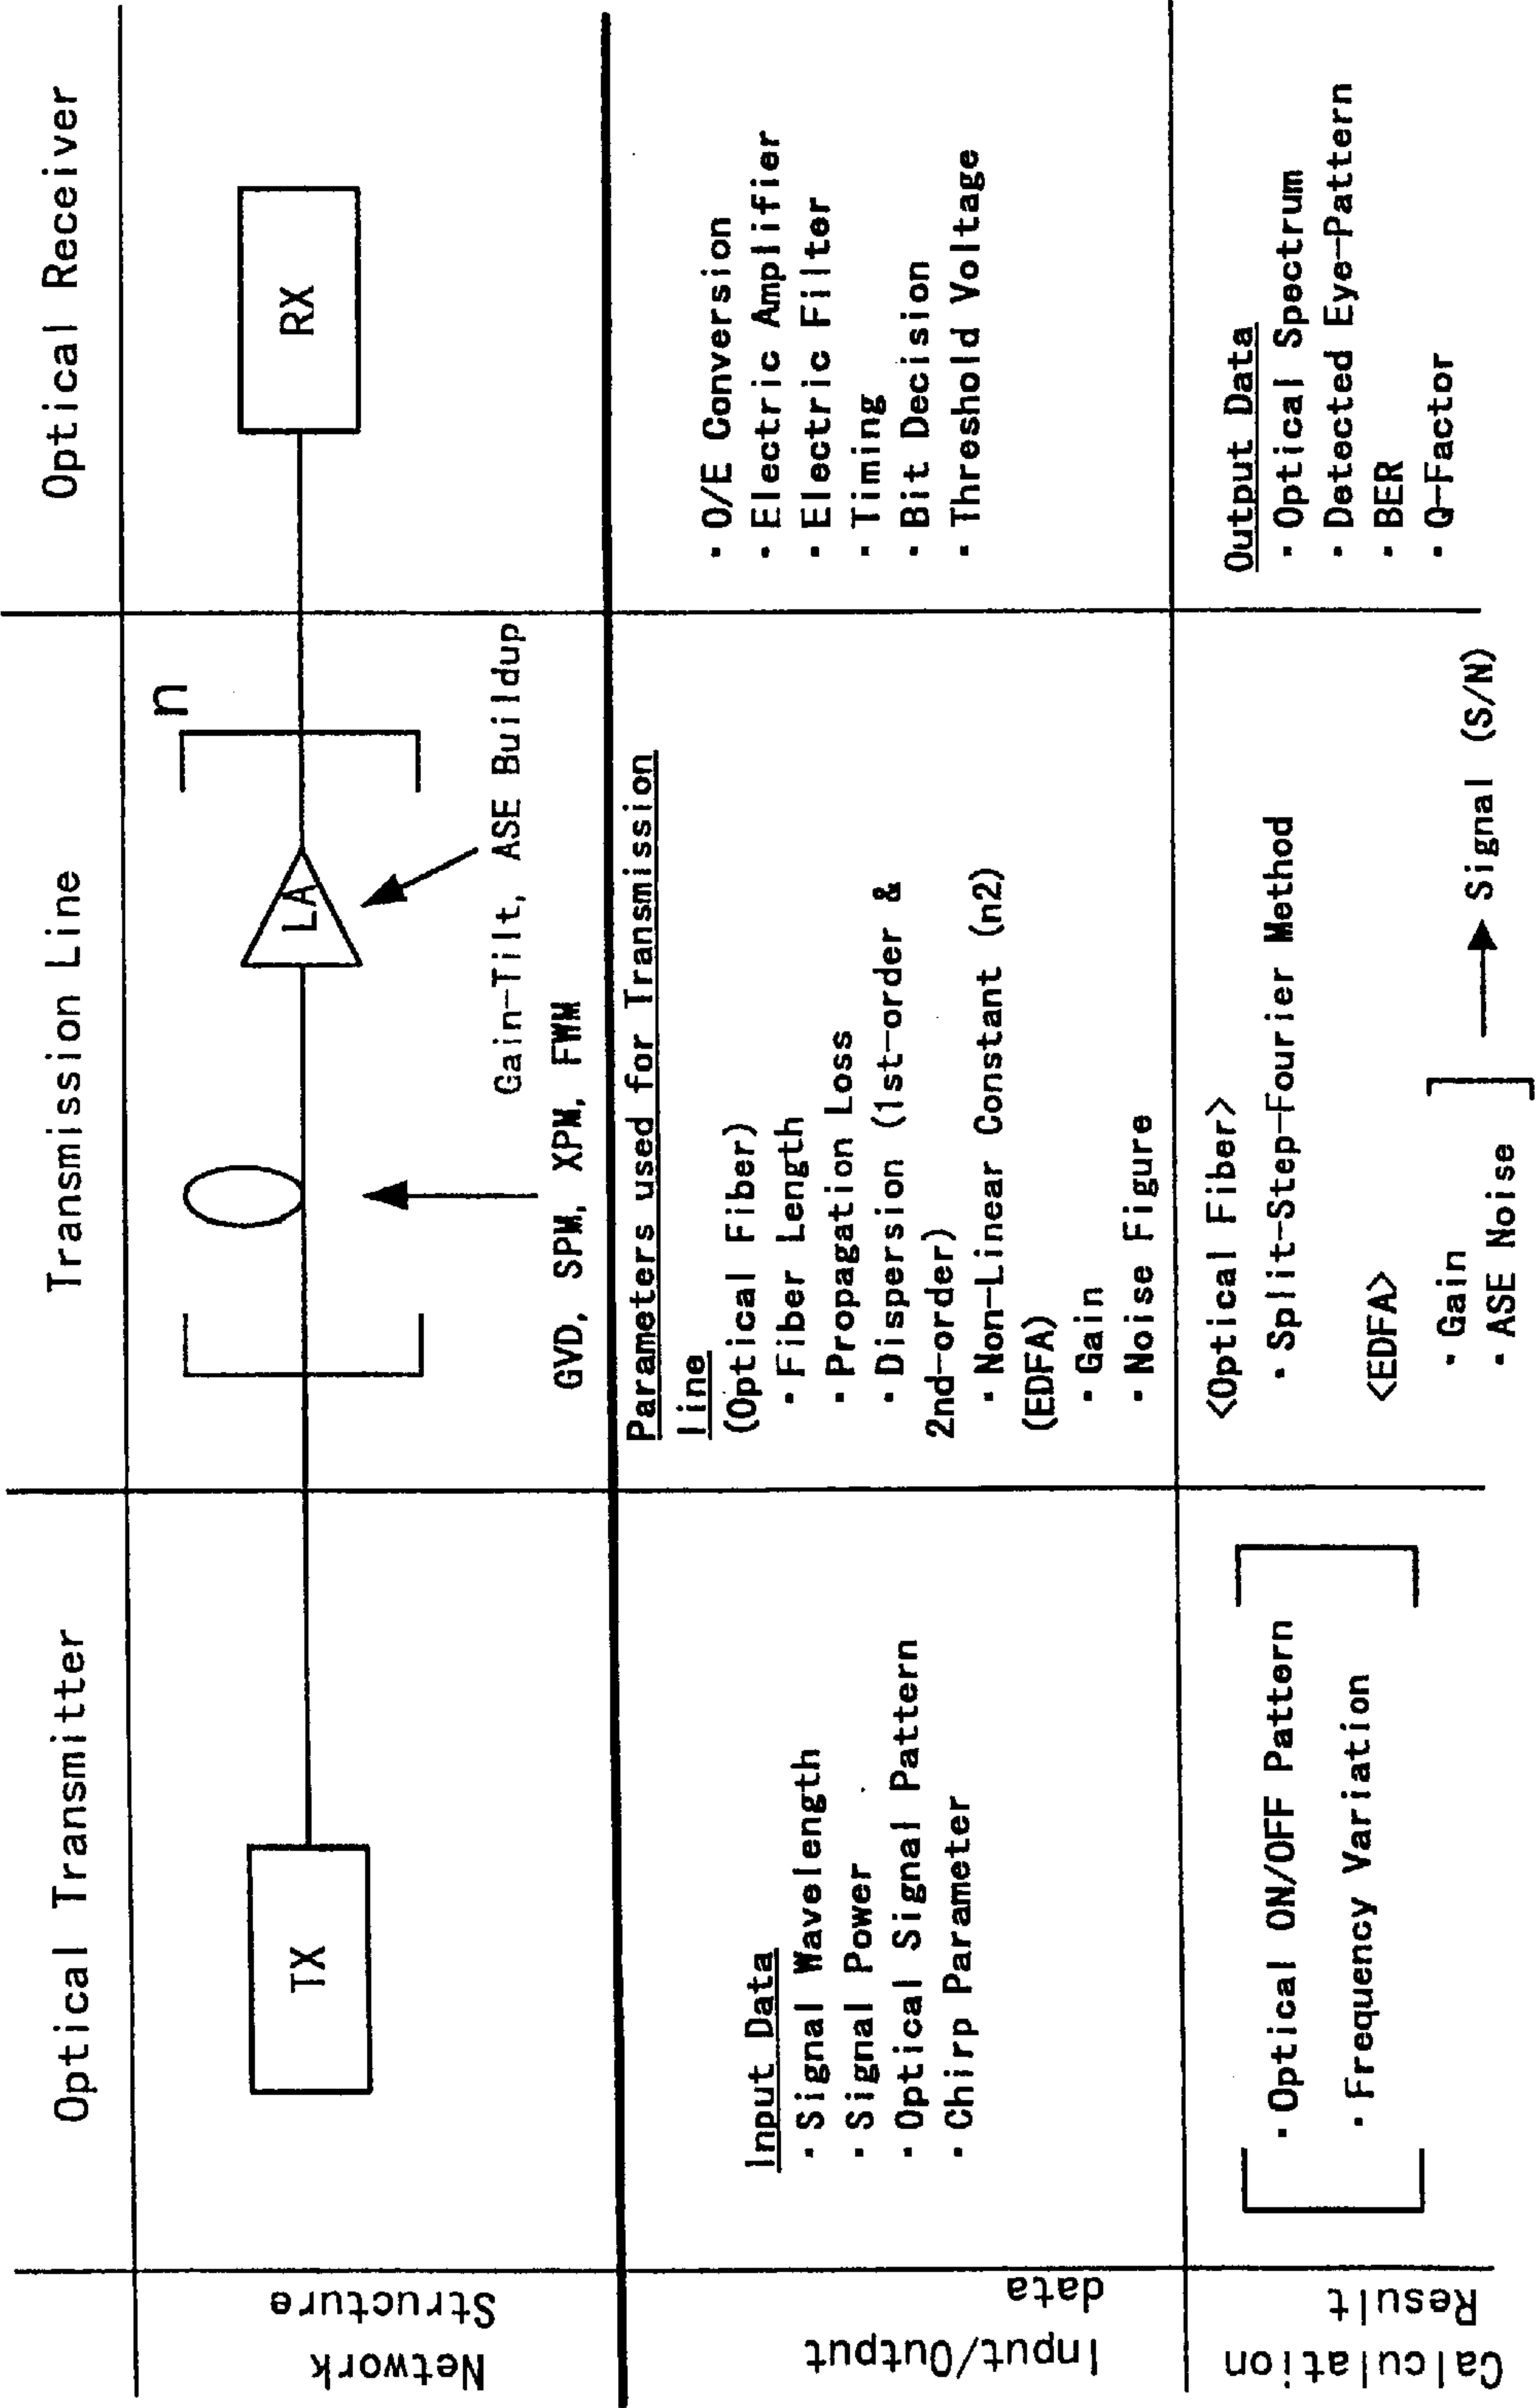 Optical Transmitter
Transmission Line
Optical Receiver
Network
Structure
TX
n
LA
RX
GVD, SPM, XPM, FWM
Gain-Tilt, ASE Buildup
Input/Output
data
Input Data
· Signal Wavelength
· Signal Power
· Optical Signal Pattern
· Chirp Parameter
Parameters used for Transmission
line
(Optical Fiber)
· Fiber Length
· Propagation Loss
· Dispersion (1st-order &
2nd-order)
· Non-Linear Constant (n2)
(EDFA)
· Gain
· Noise Figure
· O/E Conversion
· Electric Amplifier
· Electric Filter
· Timing
· Bit Decision
· Threshold Voltage
Calculation
Result
· Optical ON/OFF Pattern
· Frequency Variation
<Optical Fiber>
· Split-Step-Fourier Method
<EDFA>
· Gain
· ASE Noise
Signal (S/N)
Output Data
· Optical Spectrum
· Detected Eye-Pattern
· BER
· Q-Factor